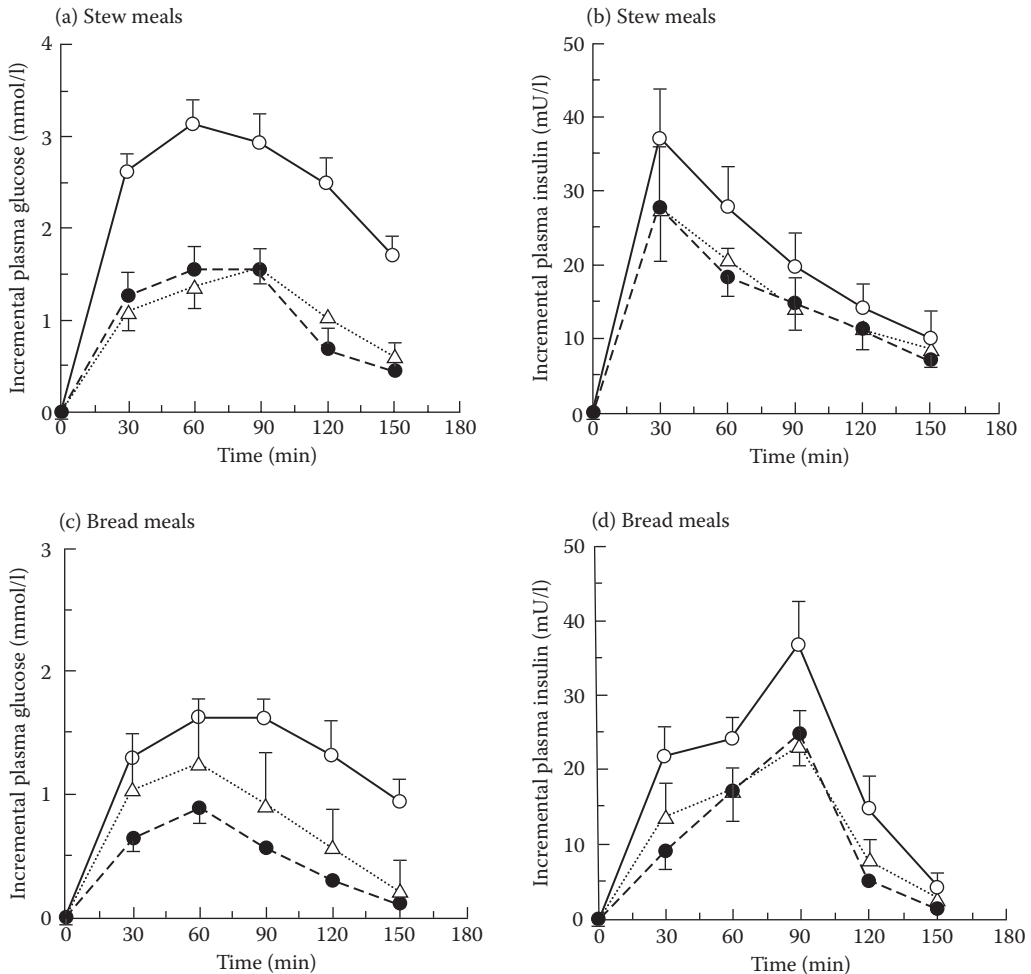 (a) Stew meals
Incremental plasma glucose (mmol/l)
4
3
2
1
0
0 30 60 90 120 150 180
Time (min)
(b) Stew meals
Incremental plasma insulin (mU/l)
50
40
30
20
10
0
0 30 60 90 120 150 180
Time (min)
(c) Bread meals
Incremental plasma glucose (mmol/l)
3
2
1
0
0 30 60 90 120 150 180
Time (min)
(d) Bread meals
Incremental plasma insulin (mU/l)
50
40
30
20
10
0
0 30 60 90 120 150 180
Time (min)